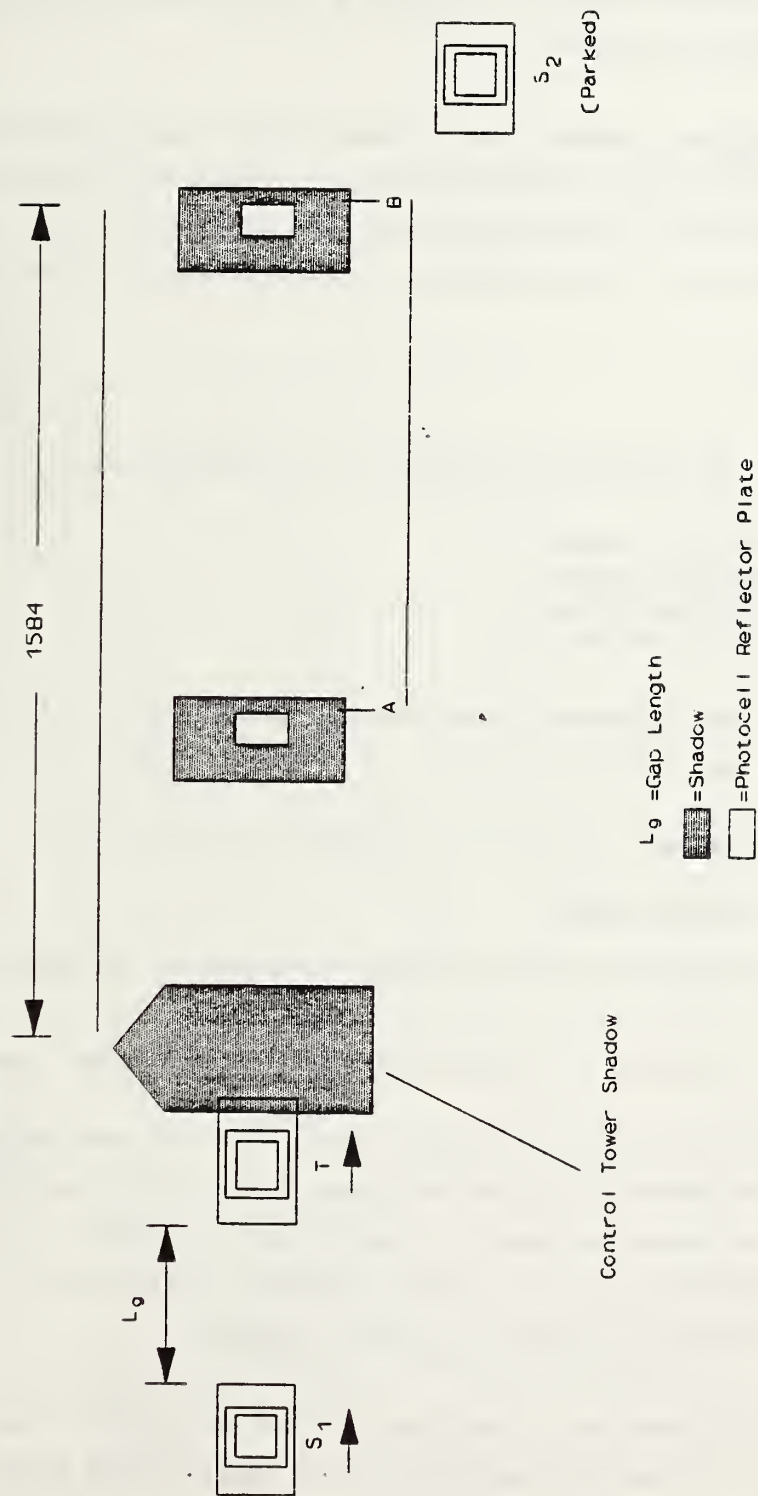 1584
Lg
S1
T
A
B
S2
(Parked)
Control Tower Shadow
Lg =Gap Length
=Shadow
=Photocell Reflector Plate